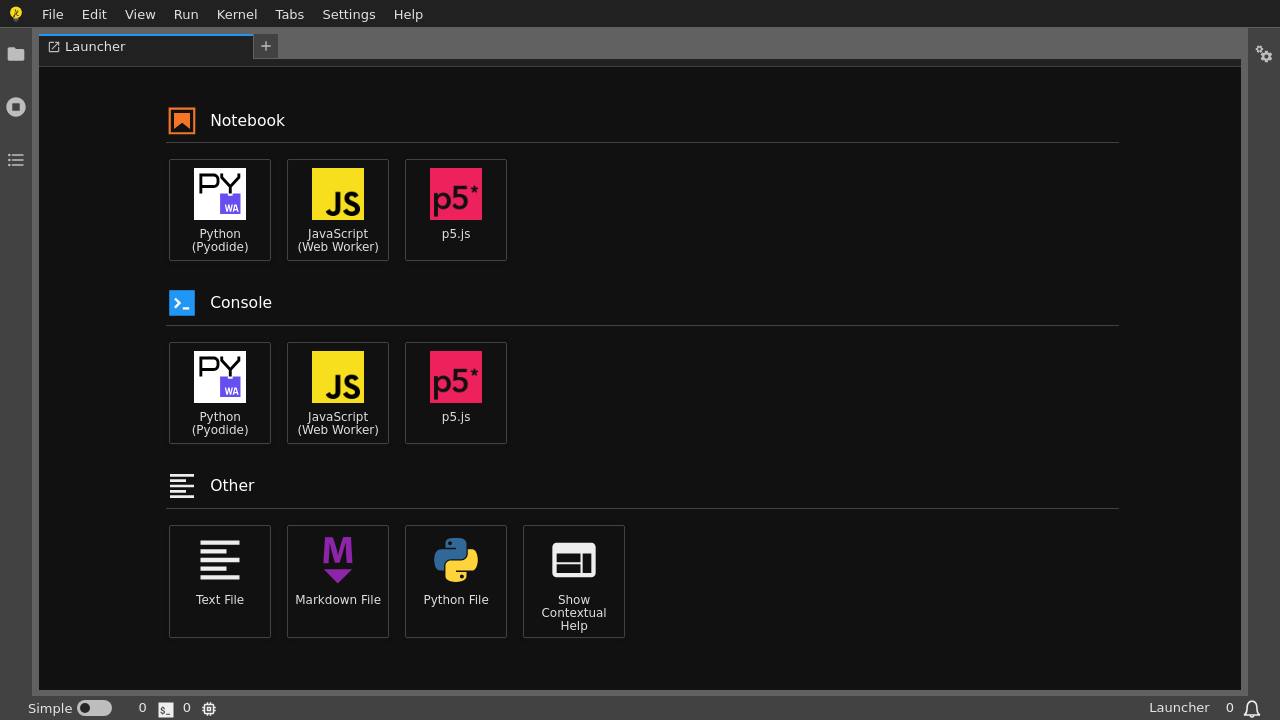 File Edit View Run Kernel Tabs Settings Help
Launcher
Notebook
PY WA
JS
p5*
Python
(Pyodide)
JavaScript
(Web Worker)
p5.js
Console
PY WA
JS
p5*
Python
(Pyodide)
JavaScript
(Web Worker)
p5.js
Other
Text File
M
Markdown File
Python File
Show
Contextual
Help
Simple 0 $_ 0 Launcher 0